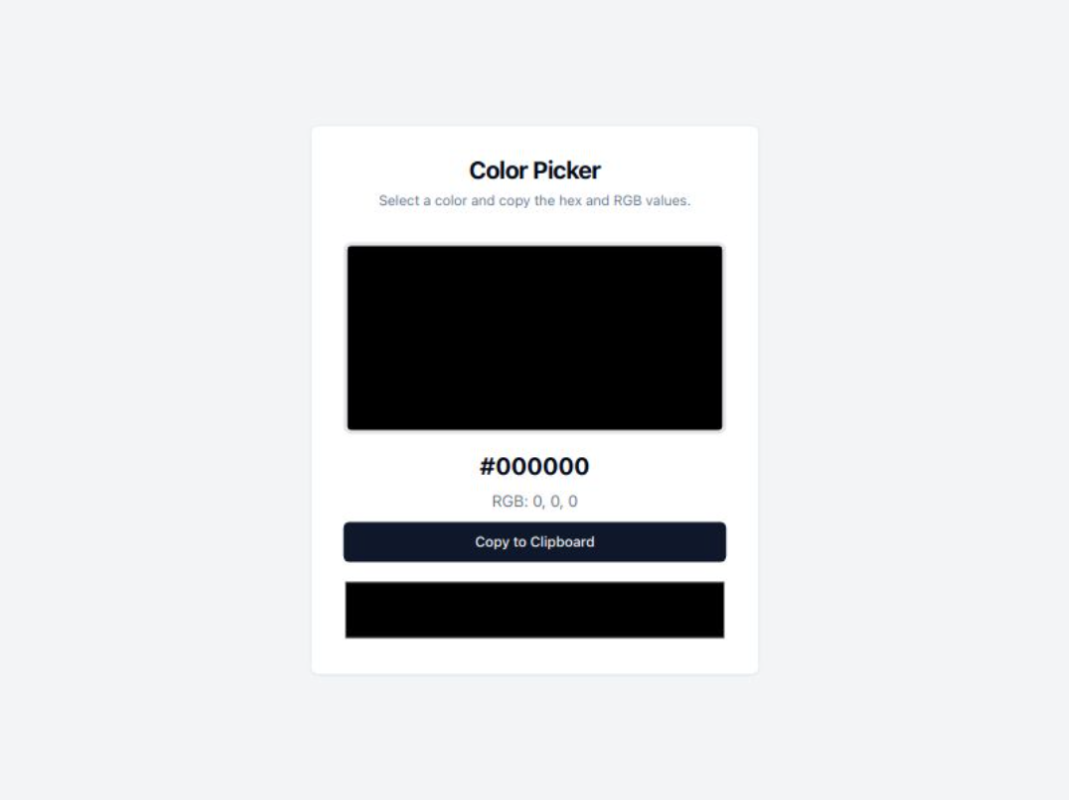 Color Picker
Select a color and copy the hex and RGB values.
#000000
RGB: 0, 0, 0
Copy to Clipboard